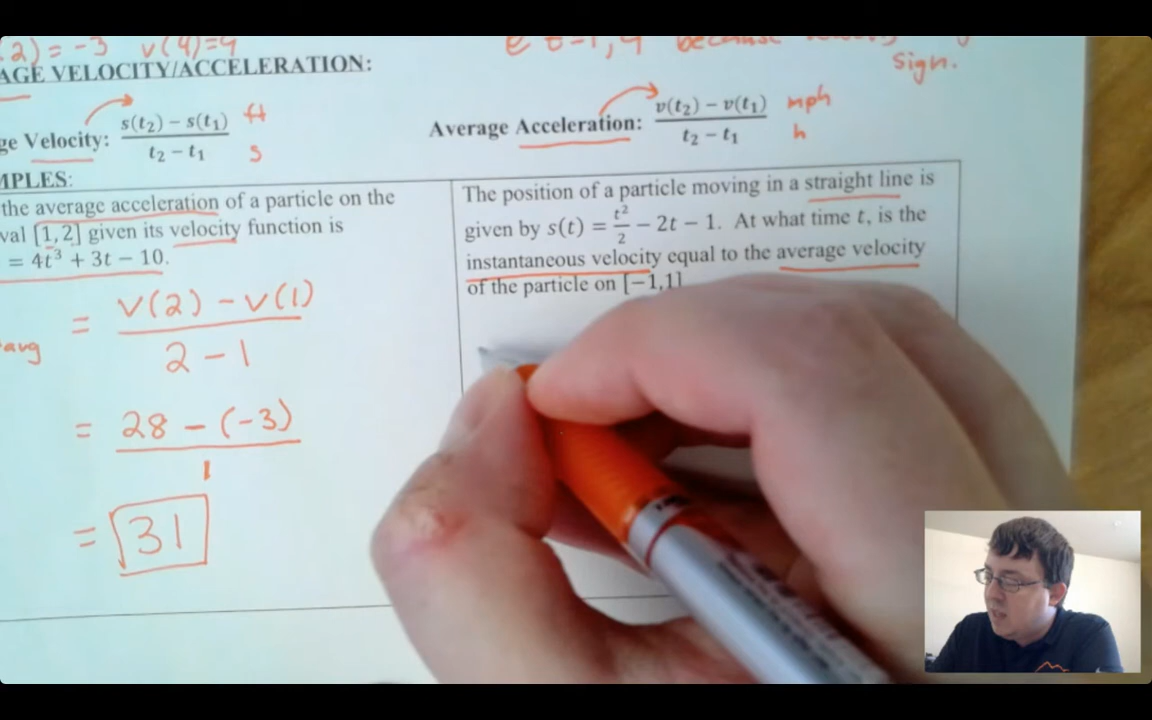 2) = -3 v(4)=9
@ t=1,4 because
sign.
AGE VELOCITY/ACCELERATION:
ge Velocity: s(t₂) − s(t₁) / t₂ − t₁ ft / s
Average Acceleration: v(t₂) − v(t₁) / t₂ − t₁ mph / h
MPLES:
the average acceleration of a particle on the
val [1, 2] given its velocity function is
= 4t³ + 3t − 10.
avg = v(2) - v(1) / 2 - 1
= 28 - (-3) / 1
= 31
The position of a particle moving in a straight line is
given by s(t) = t²/2 − 2t − 1. At what time t, is the
instantaneous velocity equal to the average velocity
of the particle on [−1,1]